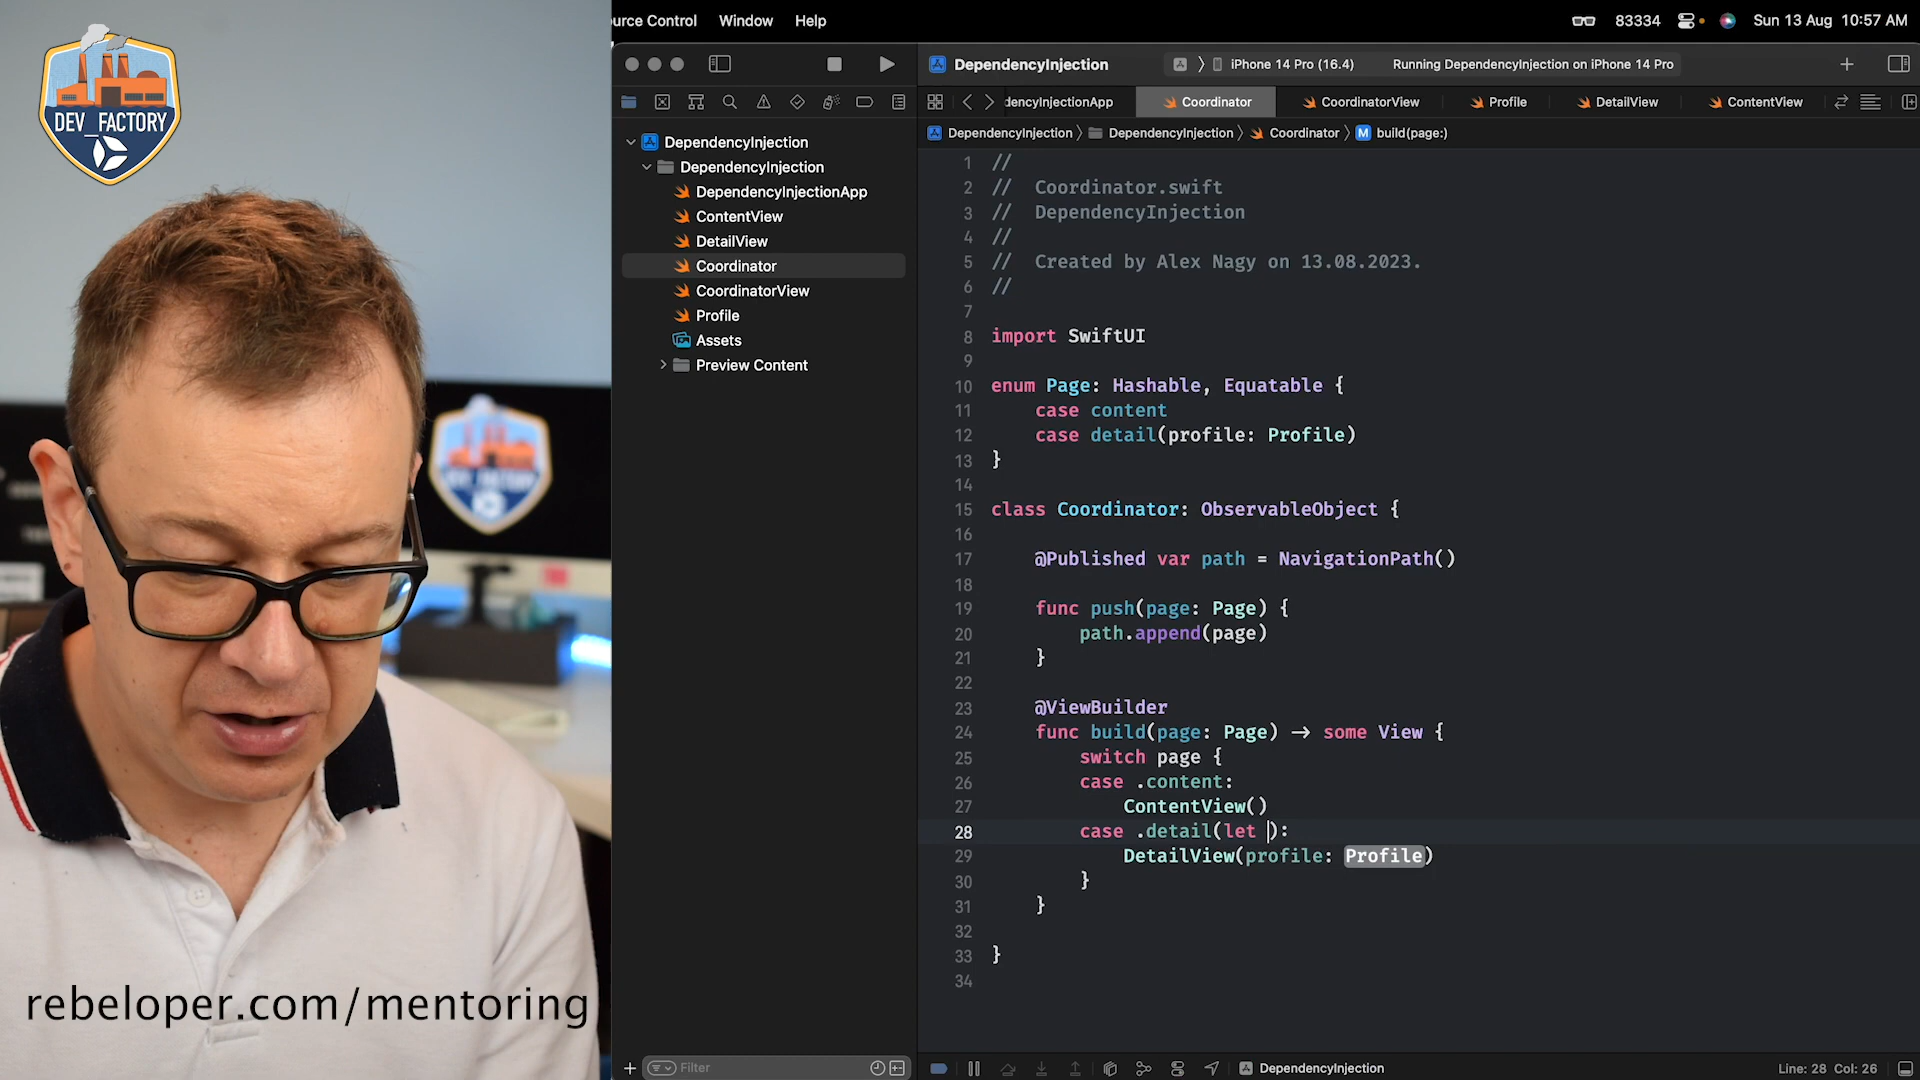 DEV_FACTORY
DEV_FACTORY
rebeloper.com/mentoring
urce Control Window Help
83334 Sun 13 Aug 10:57 AM
DependencyInjection iPhone 14 Pro (16.4) Running DependencyInjection on iPhone 14 Pro
dencyInjectionApp Coordinator CoordinatorView Profile DetailView ContentView
DependencyInjection DependencyInjection Coordinator M build(page:)
DependencyInjection
DependencyInjection
DependencyInjectionApp
ContentView
DetailView
Coordinator
CoordinatorView
Profile
Assets
Preview Content
Filter
1 //
2 // Coordinator.swift
3 // DependencyInjection
4 //
5 // Created by Alex Nagy on 13.08.2023.
6 //
7
8 import SwiftUI
9
10 enum Page: Hashable, Equatable {
11 case content
12 case detail(profile: Profile)
13 }
14
15 class Coordinator: ObservableObject {
16
17 @Published var path = NavigationPath()
18
19 func push(page: Page) {
20 path.append(page)
21 }
22
23 @ViewBuilder
24 func build(page: Page) → some View {
25 switch page {
26 case .content:
27 ContentView()
28 case .detail(let ):
29 DetailView(profile: Profile)
30 }
31 }
32
33 }
34
DependencyInjection Line: 28 Col: 26